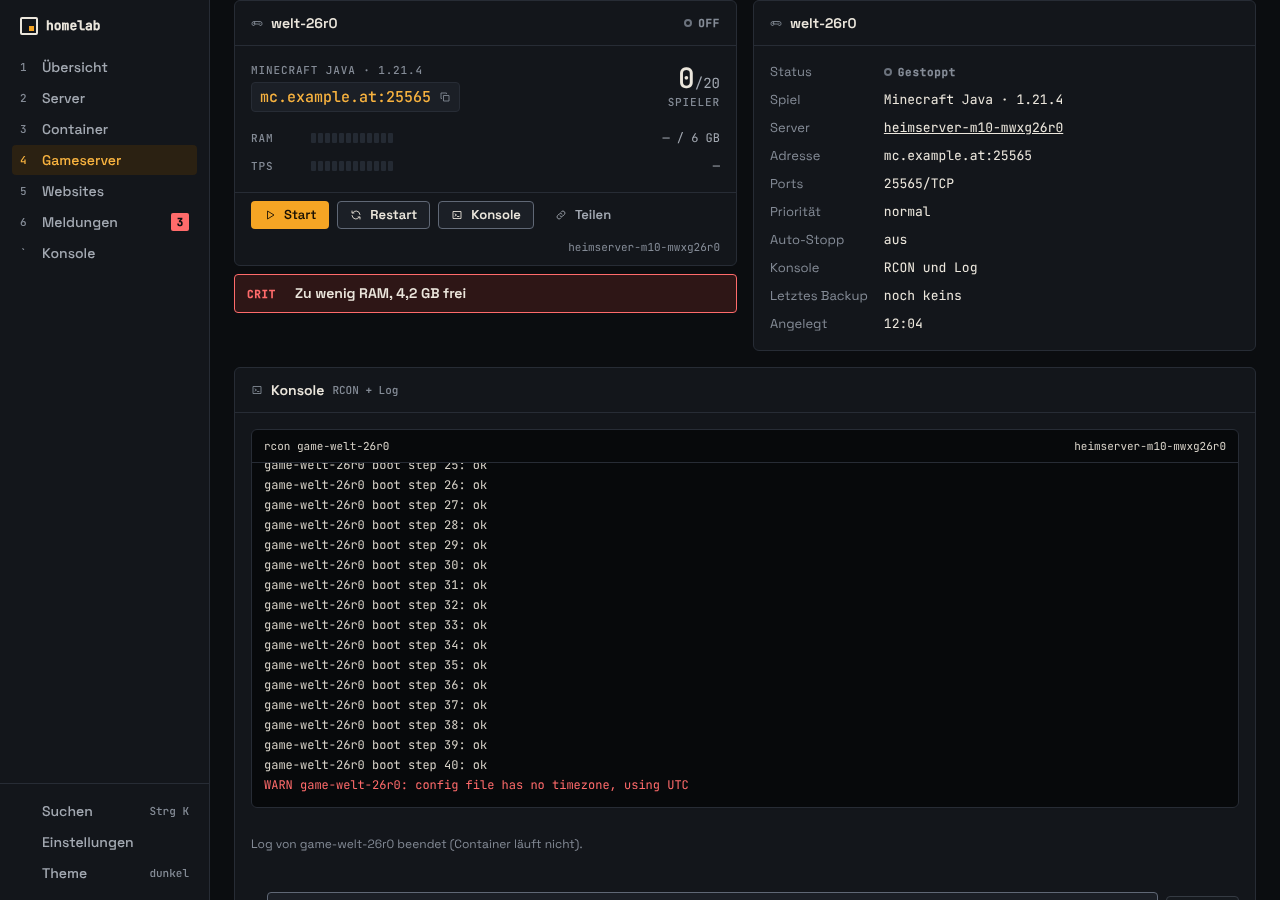 homelab
1 Übersicht
2 Server
3 Container
4 Gameserver
5 Websites
6 Meldungen 3
` Konsole
Suchen Strg K
Einstellungen
Theme dunkel
welt-26r0 OFF
MINECRAFT JAVA · 1.21.4
mc.example.at:25565
0/20
SPIELER
RAM — / 6 GB
TPS —
Start Restart Konsole Teilen
heimserver-m10-mwxg26r0
CRIT Zu wenig RAM, 4,2 GB frei
welt-26r0
Status Gestoppt
Spiel Minecraft Java · 1.21.4
Server heimserver-m10-mwxg26r0
Adresse mc.example.at:25565
Ports 25565/TCP
Priorität normal
Auto-Stopp aus
Konsole RCON und Log
Letztes Backup noch keins
Angelegt 12:04
Konsole RCON + Log
rcon game-welt-26r0 heimserver-m10-mwxg26r0
game-welt-26r0 boot step 25: ok
game-welt-26r0 boot step 26: ok
game-welt-26r0 boot step 27: ok
game-welt-26r0 boot step 28: ok
game-welt-26r0 boot step 29: ok
game-welt-26r0 boot step 30: ok
game-welt-26r0 boot step 31: ok
game-welt-26r0 boot step 32: ok
game-welt-26r0 boot step 33: ok
game-welt-26r0 boot step 34: ok
game-welt-26r0 boot step 35: ok
game-welt-26r0 boot step 36: ok
game-welt-26r0 boot step 37: ok
game-welt-26r0 boot step 38: ok
game-welt-26r0 boot step 39: ok
game-welt-26r0 boot step 40: ok
WARN game-welt-26r0: config file has no timezone, using UTC
Log von game-welt-26r0 beendet (Container läuft nicht).